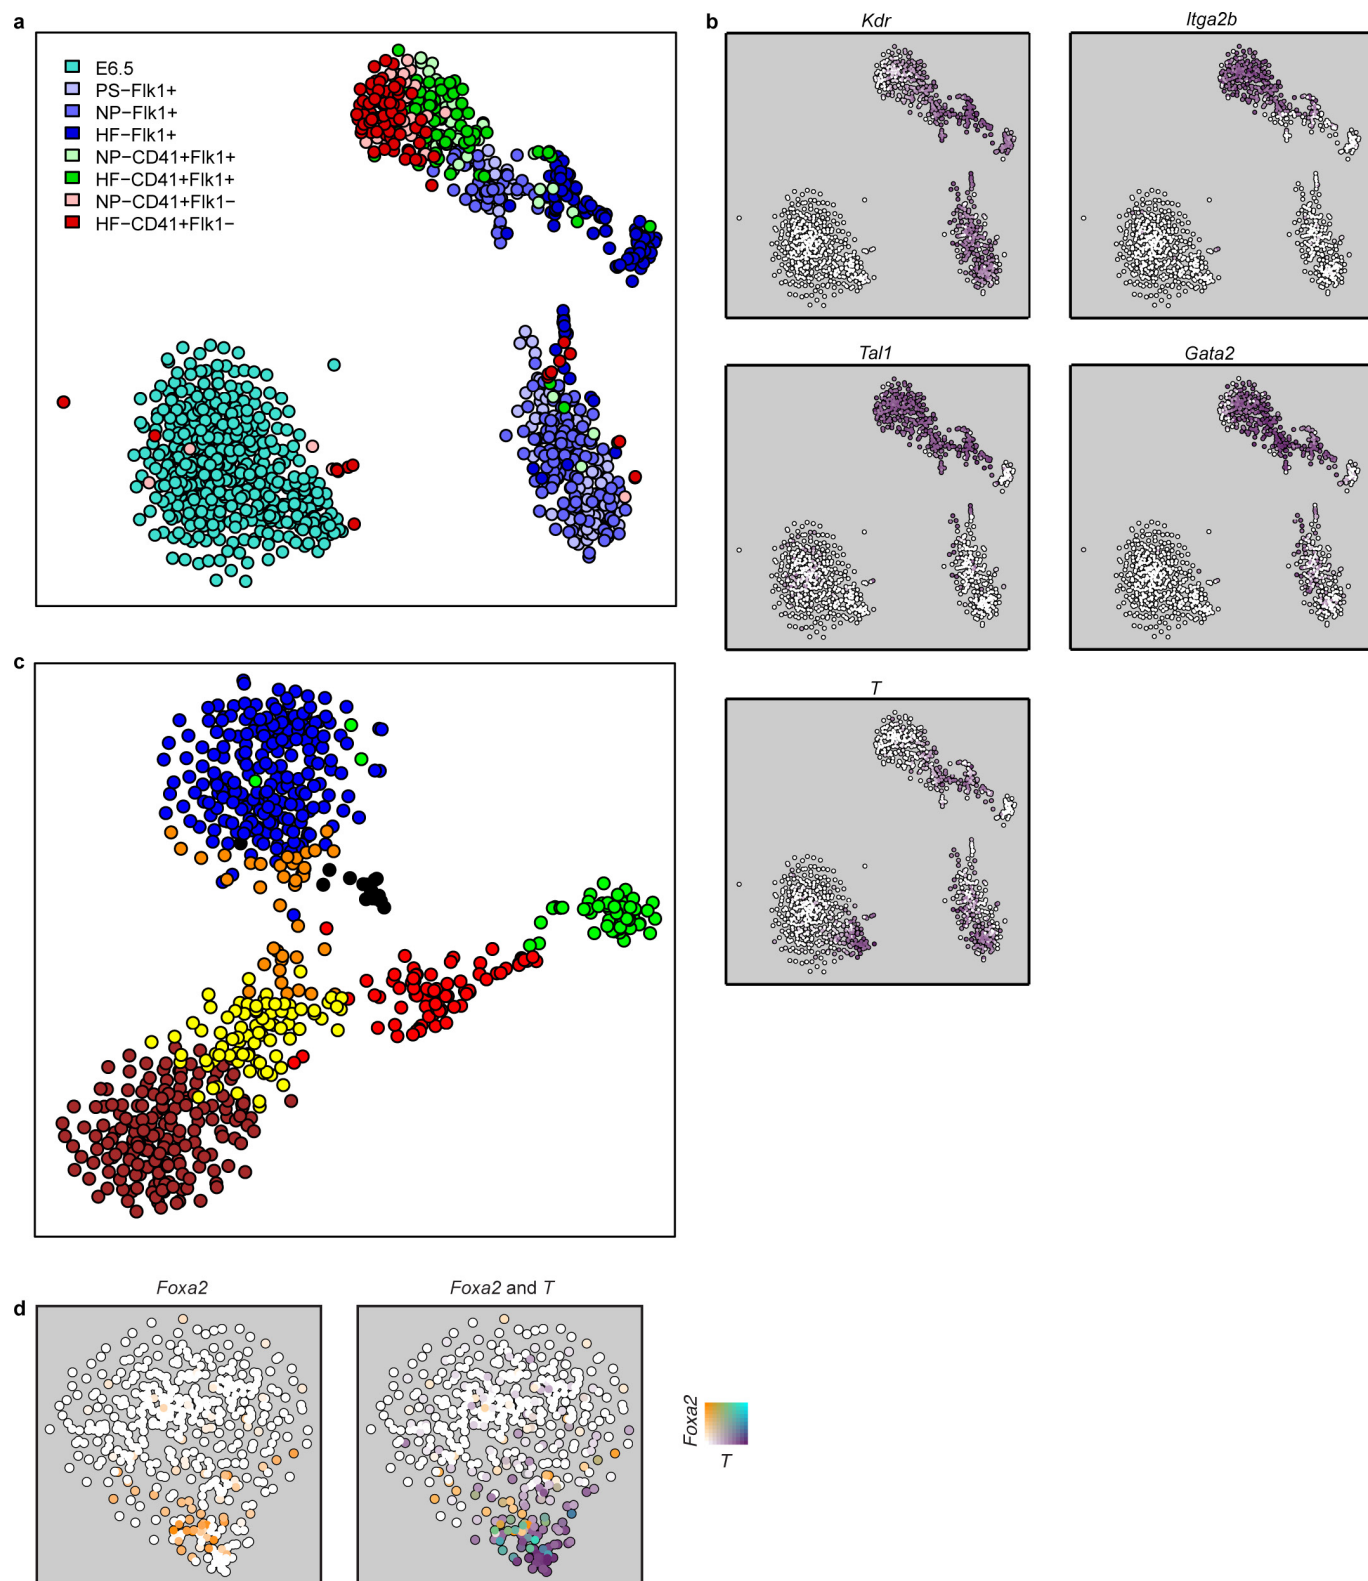 a
E6.5
PS−Flk1+
NP−Flk1+
HF−Flk1+
NP−CD41+Flk1+
HF−CD41+Flk1+
NP−CD41+Flk1−
HF−CD41+Flk1−
b
Kdr
Itga2b
Tal1
Gata2
T
c
d
Foxa2
Foxa2 and T
Foxa2
T